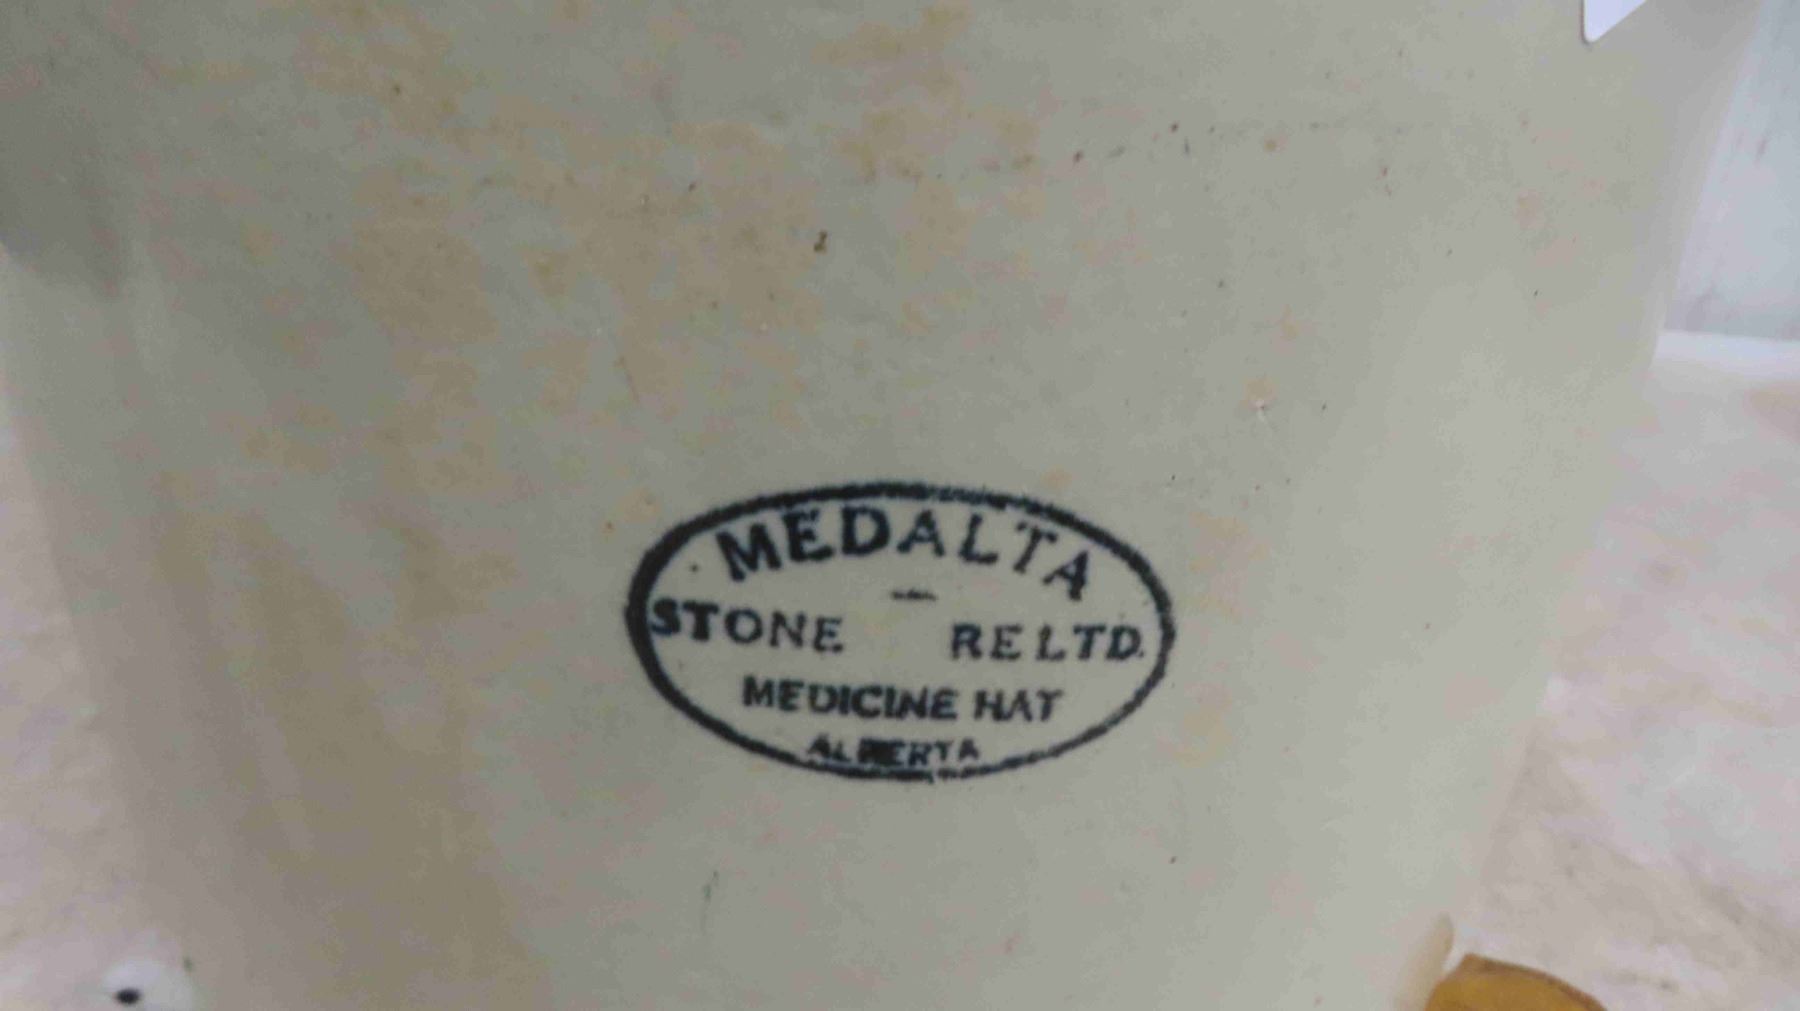 MEDALTA
STONE RE LTD.
MEDICINE HAT
ALBERTA